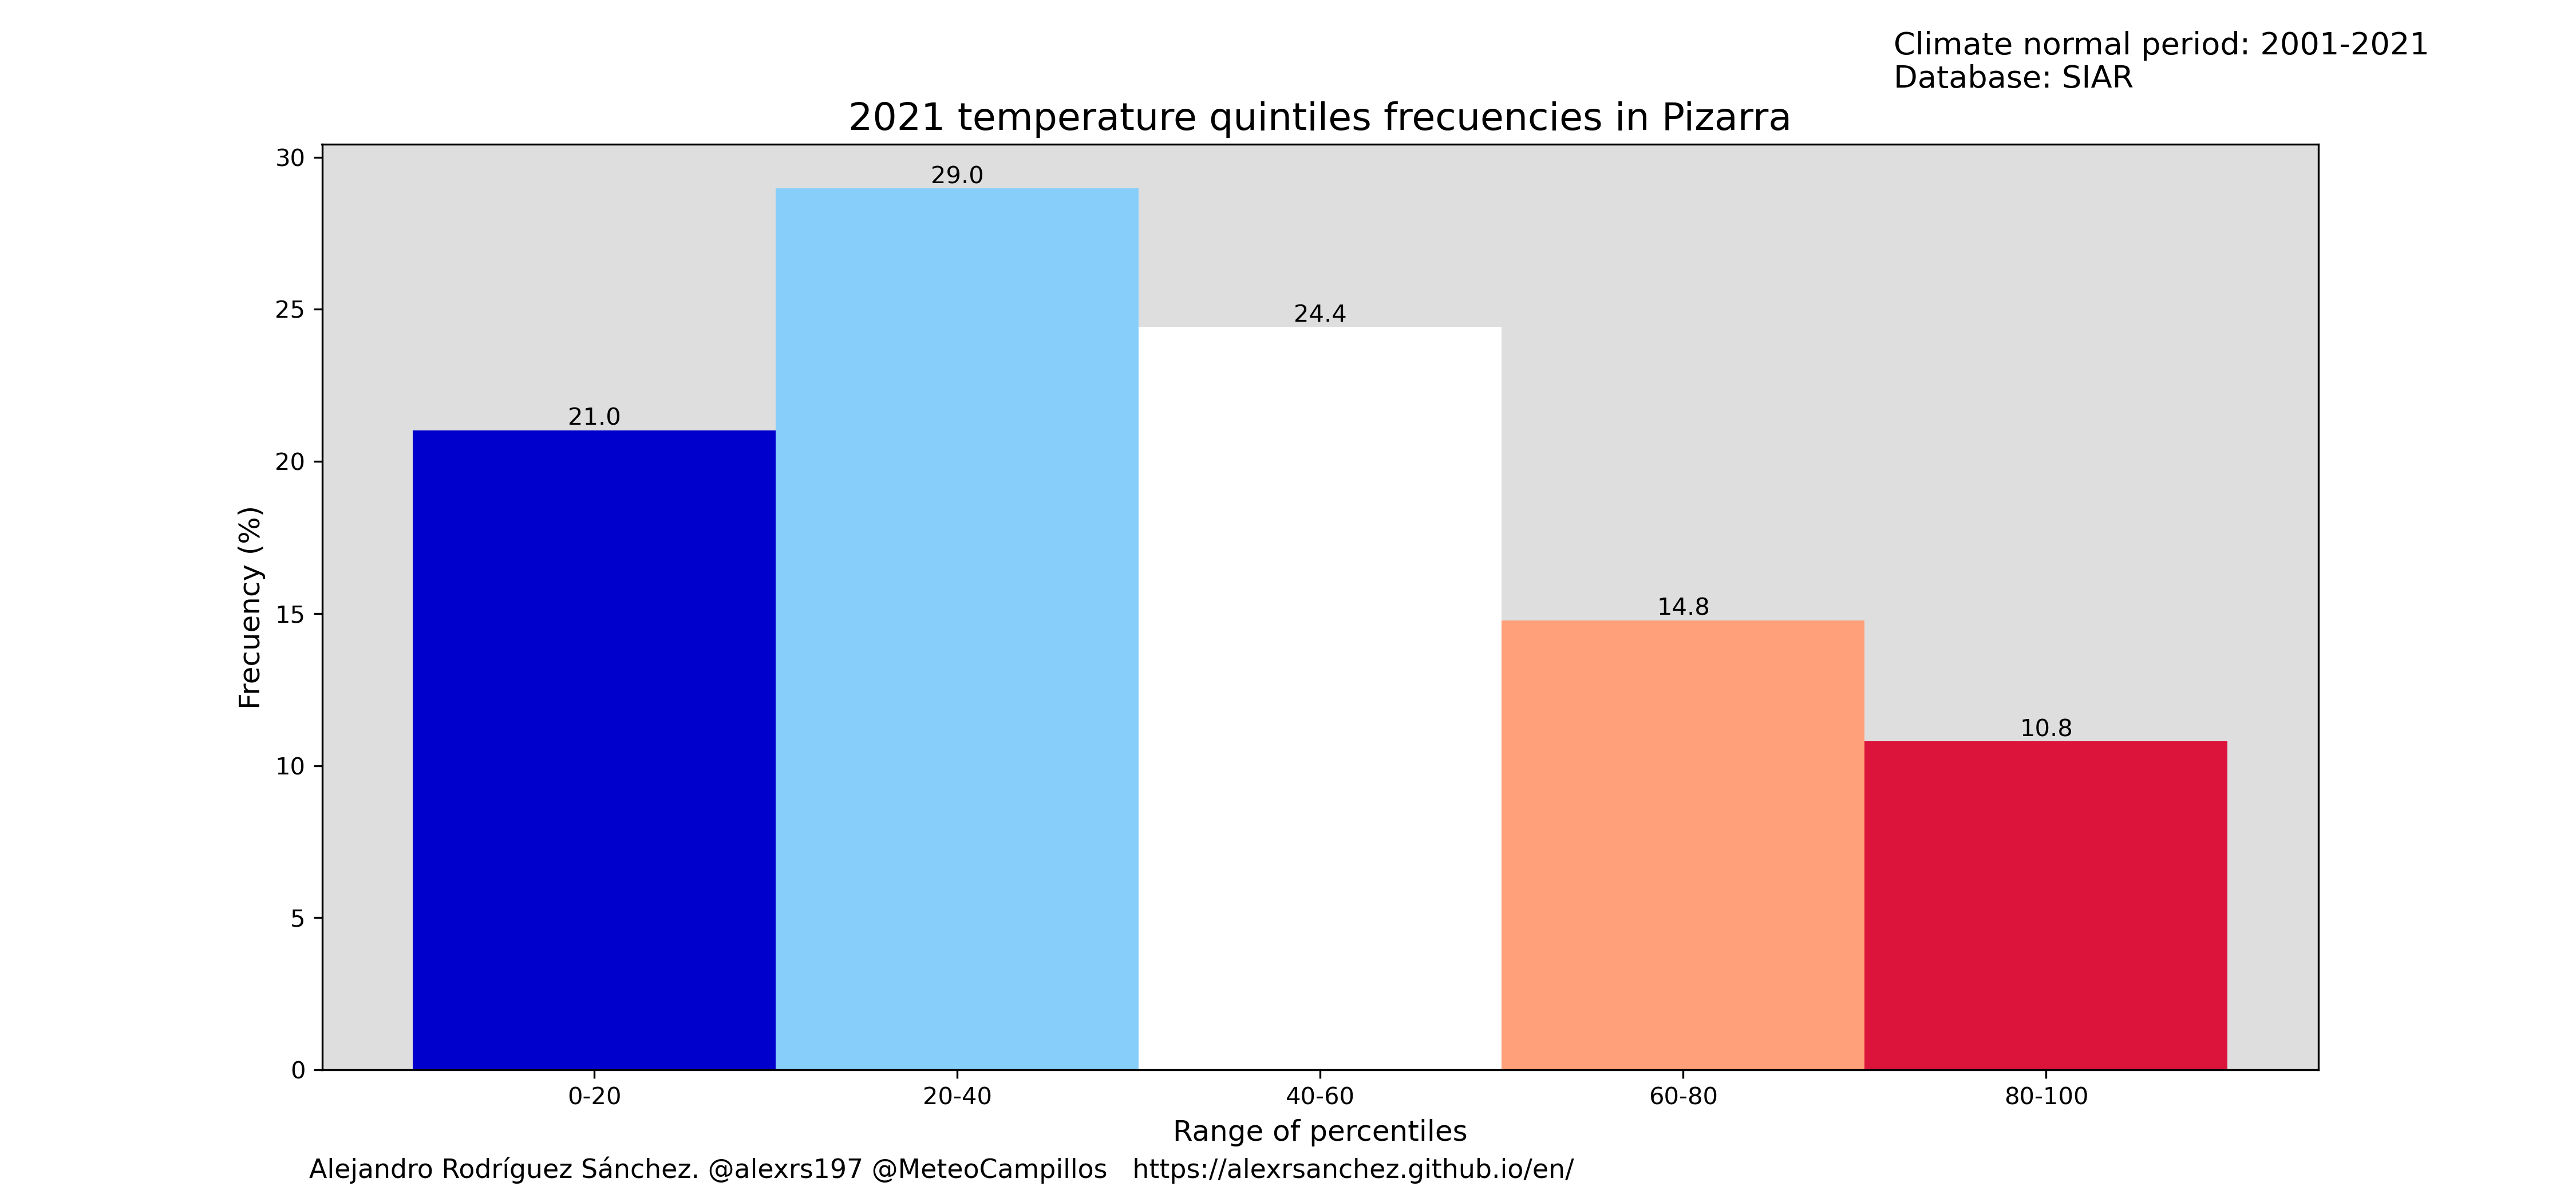 Climate normal period: 2001-2021
Database: SIAR
2021 temperature quintiles frecuencies in Pizarra
30
25
20
15
10
5
0
Frecuency (%)
21.0
29.0
24.4
14.8
10.8
0-20
20-40
40-60
60-80
80-100
Range of percentiles
Alejandro Rodríguez Sánchez. @alexrs197 @MeteoCampillos   https://alexrsanchez.github.io/en/